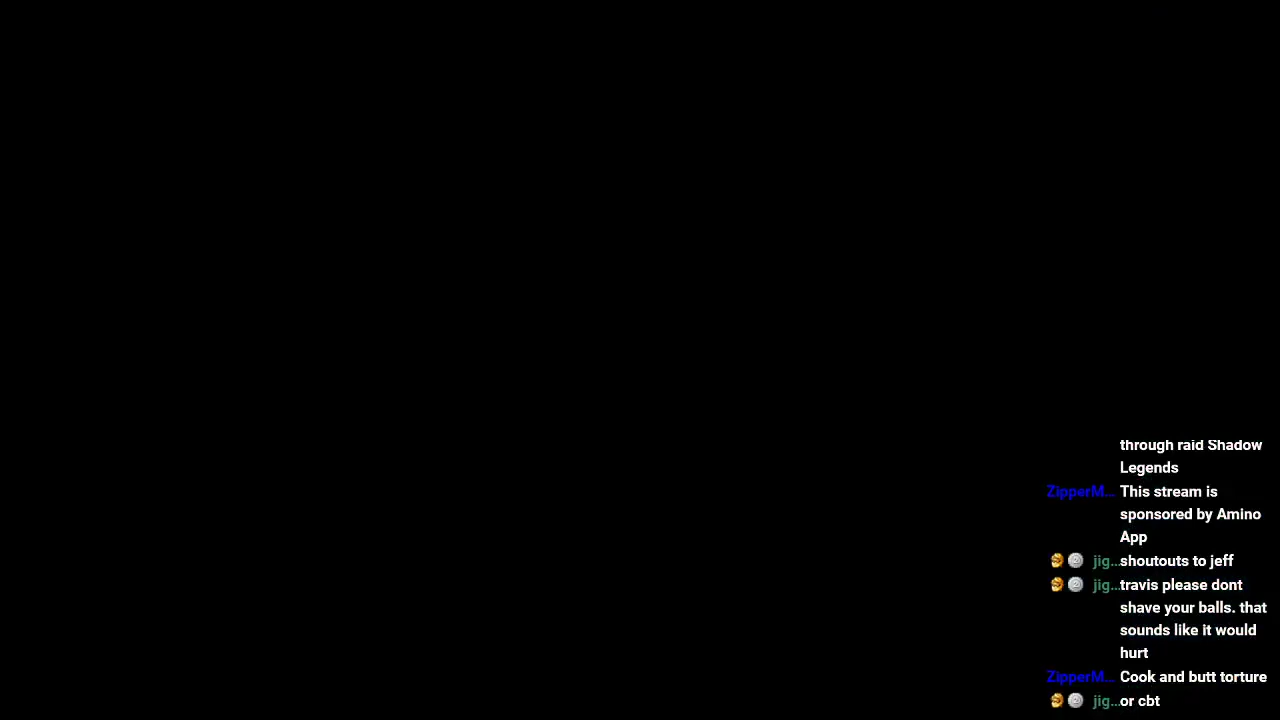 through raid Shadow
Legends
ZipperM... This stream is
sponsored by Amino
App
jig...shoutouts to jeff
jig...travis please dont
shave your balls. that
sounds like it would
hurt
ZipperM... Cook and butt torture
jig...or cbt